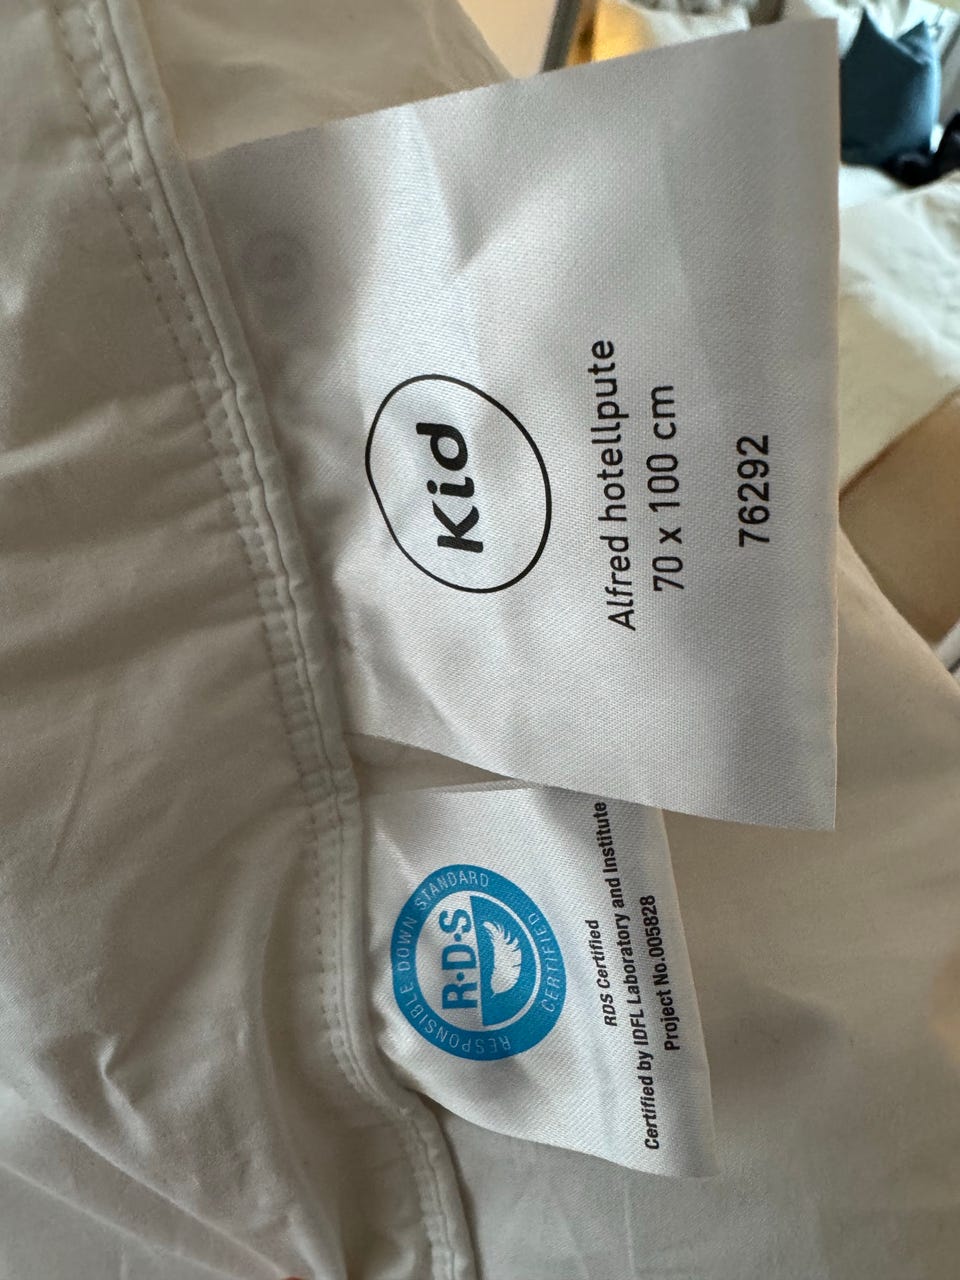 Kid
Alfred hotellpute
70 x 100 cm
76292
RESPONSIBLE DOWN STANDARD
R·D·S
CERTIFIED
RDS Certified
Certified by IDFL Laboratory and Institute
Project No.005828